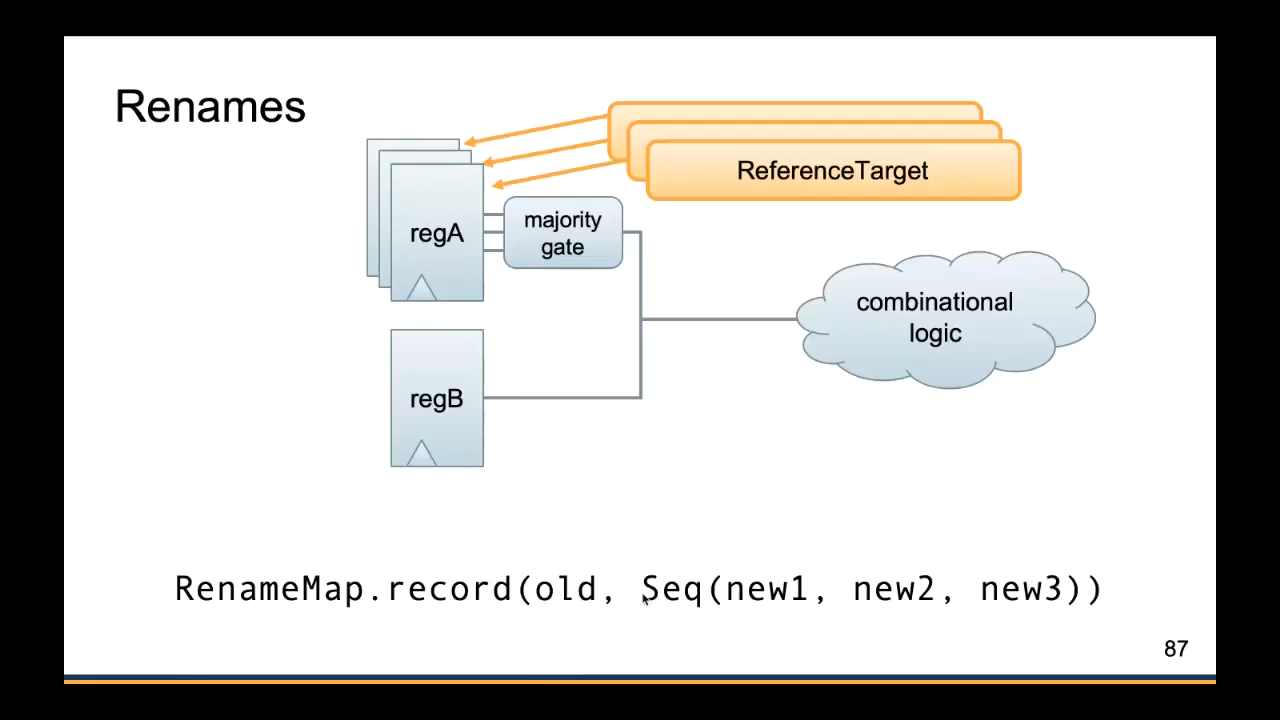 Renames
ReferenceTarget
regA
majority
gate
combinational
logic
regB
RenameMap.record(old, Seq(new1, new2, new3))
87